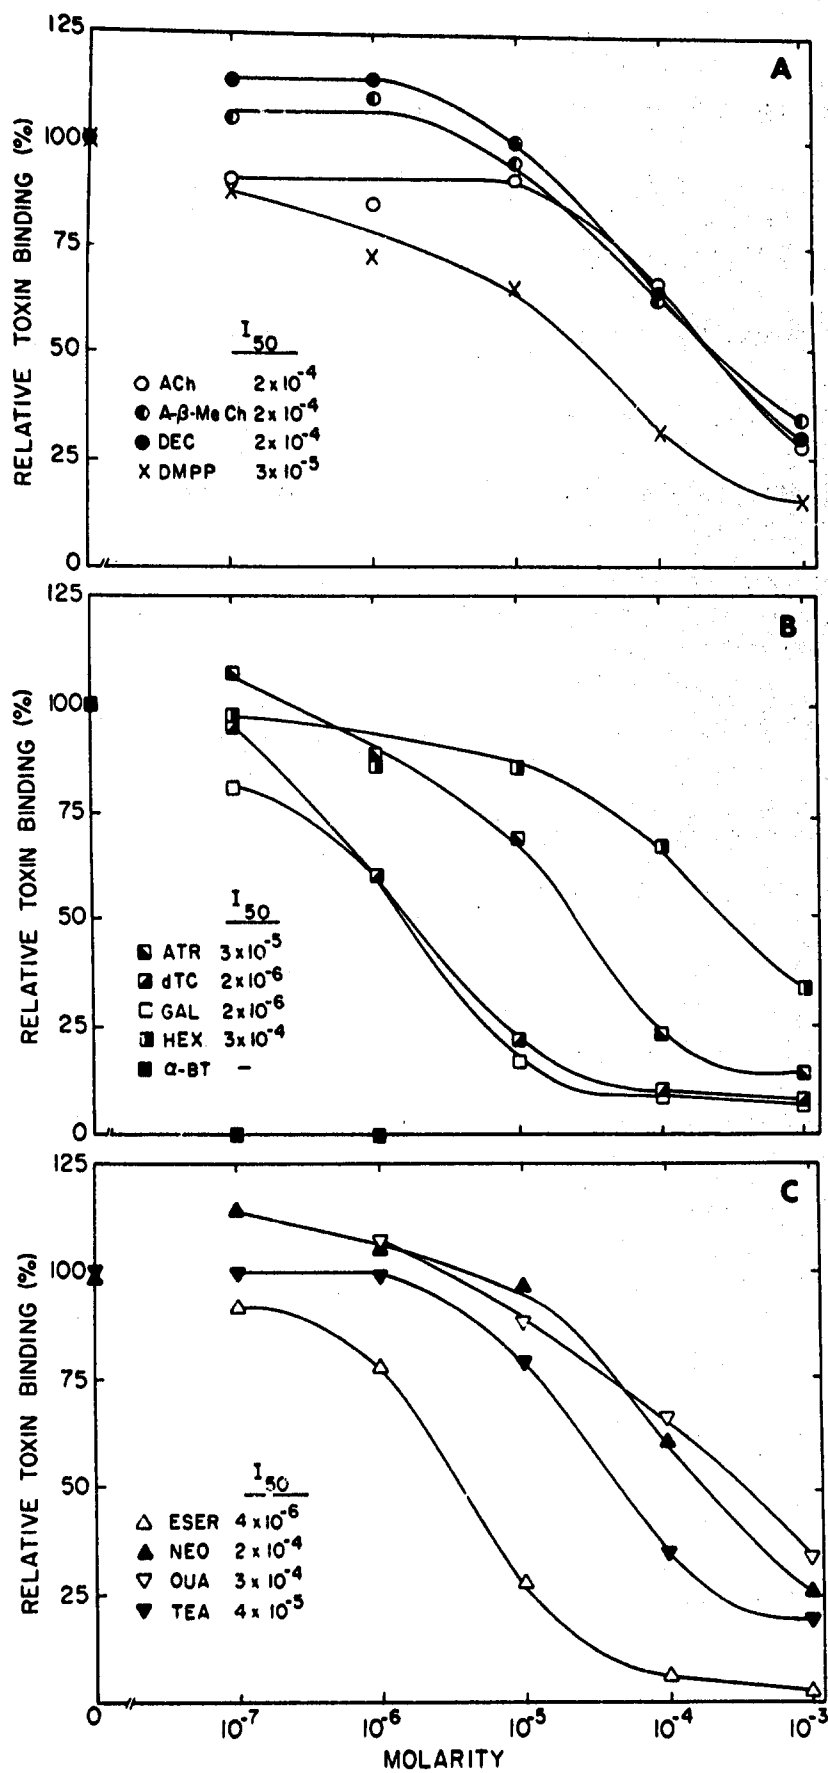 125
A
100
75
50
25
0
RELATIVE TOXIN BINDING (%)
I50
ACh 2x10-4
A-β-MeCh 2x10-4
DEC 2x10-4
DMPP 3x10-5
125
B
100
75
50
25
0
RELATIVE TOXIN BINDING (%)
I50
ATR 3x10-5
dTC 2x10-6
GAL 2x10-6
HEX 3x10-4
α-BT –
125
C
100
75
50
25
RELATIVE TOXIN BINDING (%)
I50
ESER 4x10-6
NEO 2x10-4
OUA 3x10-4
TEA 4x10-5
0 10-7 10-6 10-5 10-4 10-3
MOLARITY